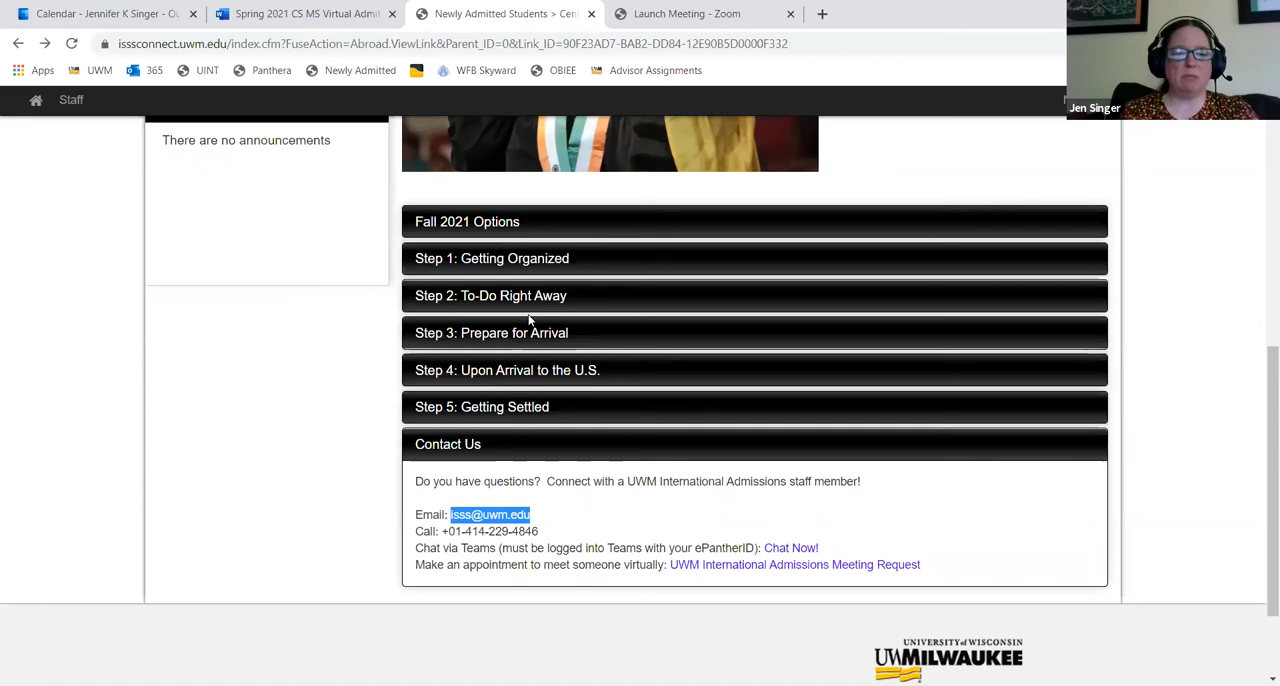 Calendar - Jennifer K Singer - Ou
Spring 2021 CS MS Virtual Admit
Newly Admitted Students > Cent
Launch Meeting - Zoom
isssconnect.uwm.edu/index.cfm?FuseAction=Abroad.ViewLink&Parent_ID=0&Link_ID=90F23AD7-BAB2-DD84-12E90B5D0000F332
Apps UWM 365 UINT Panthera Newly Admitted WFB Skyward OBIEE Advisor Assignments
Jen Singer
Staff
There are no announcements
Fall 2021 Options
Step 1: Getting Organized
Step 2: To-Do Right Away
Step 3: Prepare for Arrival
Step 4: Upon Arrival to the U.S.
Step 5: Getting Settled
Contact Us
Do you have questions? Connect with a UWM International Admissions staff member!
Email: isss@uwm.edu
Call: +01-414-229-4846
Chat via Teams (must be logged into Teams with your ePantherID): Chat Now!
Make an appointment to meet someone virtually: UWM International Admissions Meeting Request
UNIVERSITY of WISCONSIN
UWMILWAUKEE